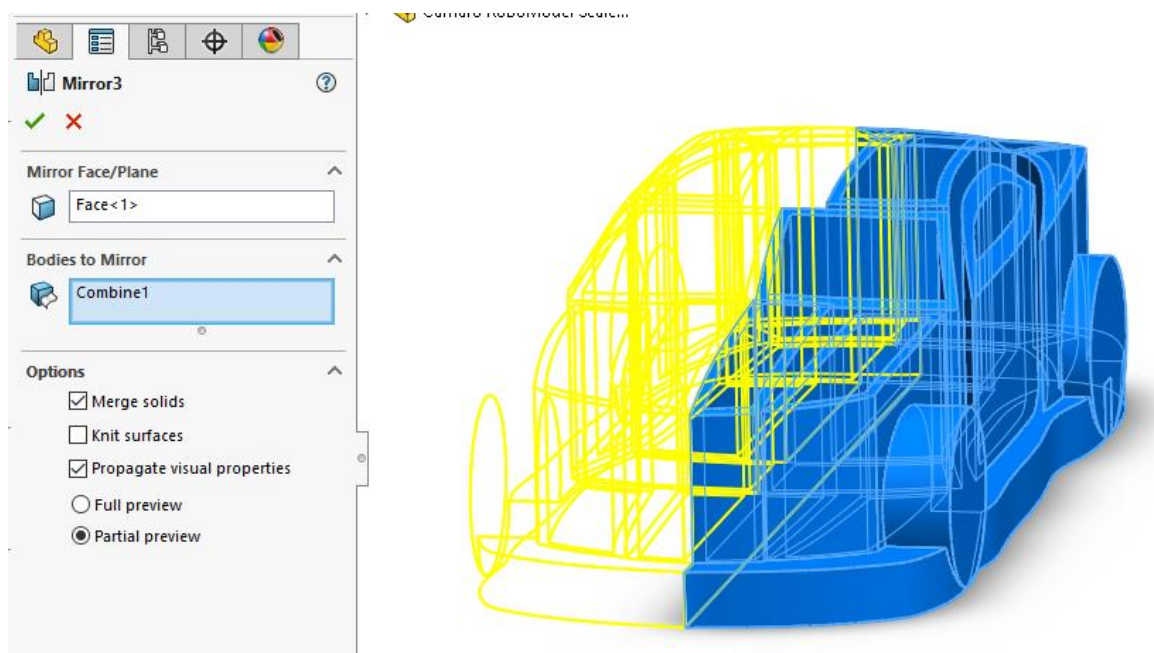 Mirror3
Mirror Face/Plane
Face<1>
Bodies to Mirror
Combine1
Options
Merge solids
Knit surfaces
Propagate visual properties
Full preview
Partial preview